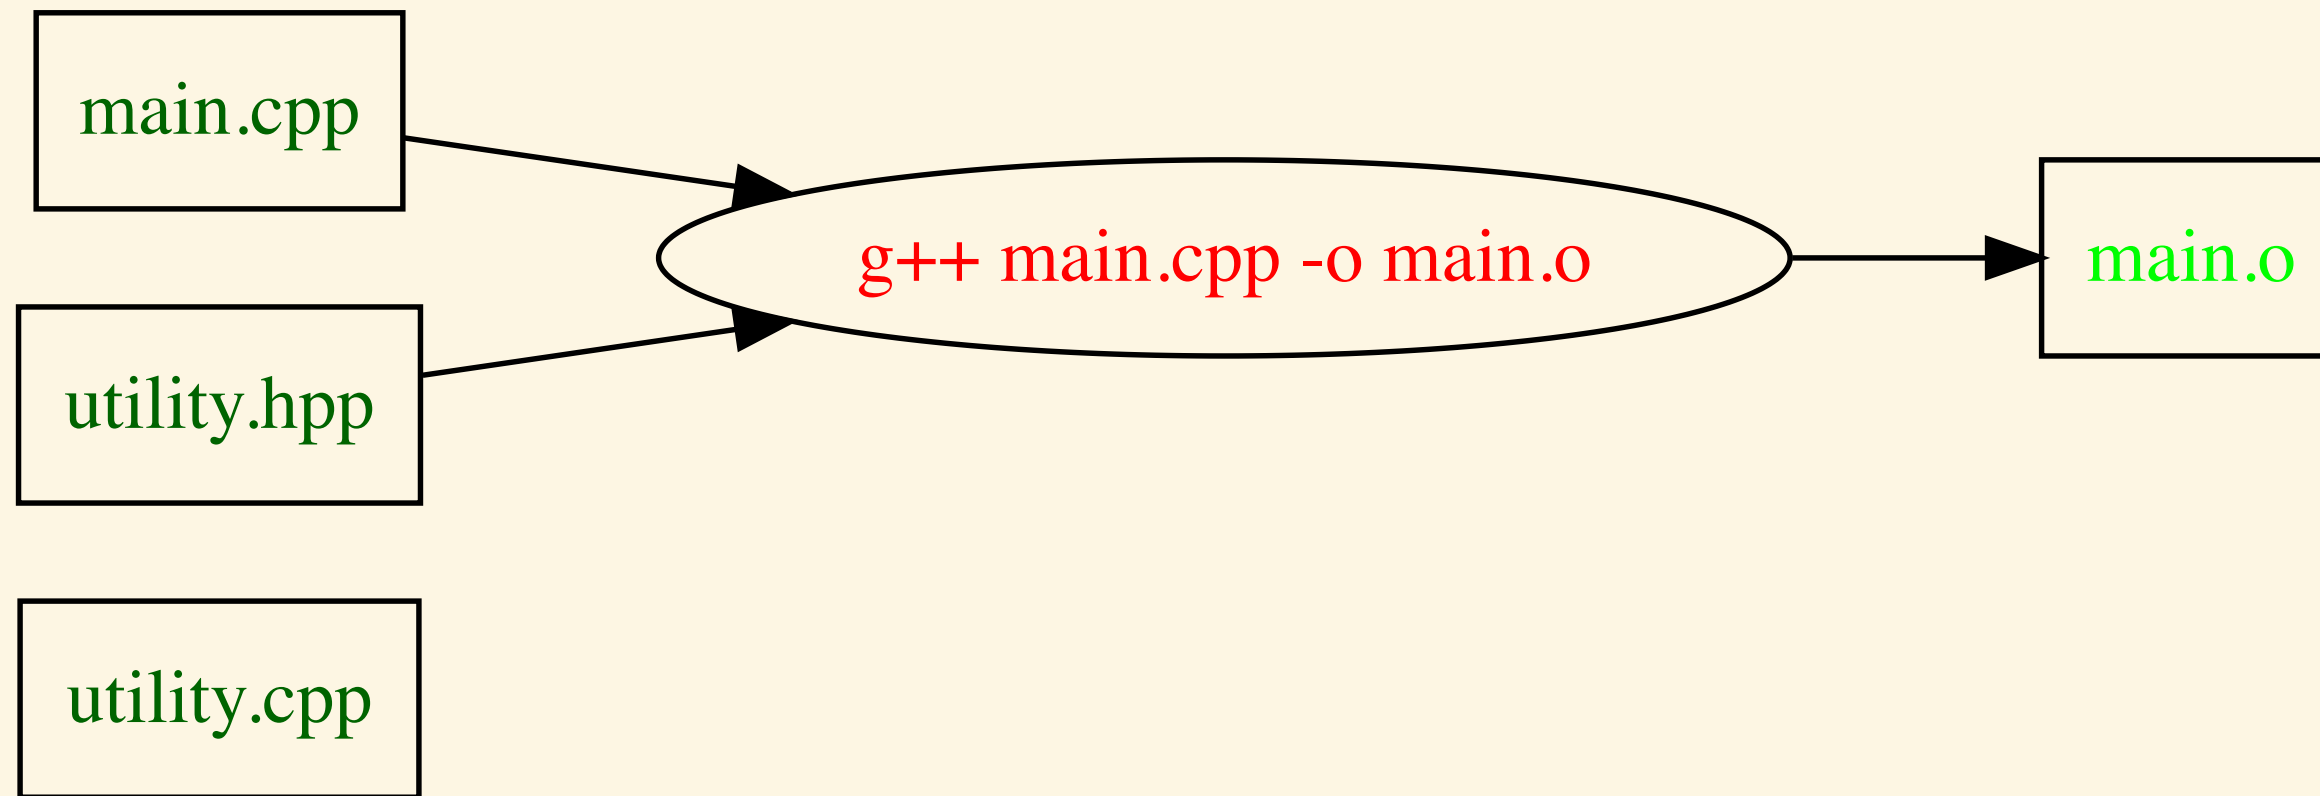 main.cpp
g++ main.cpp -o main.o
main.o
utility.hpp
utility.cpp